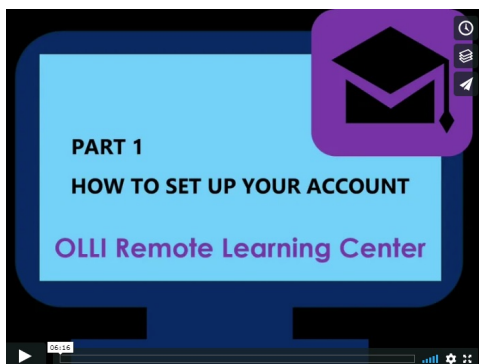 PART 1
HOW TO SET UP YOUR ACCOUNT
OLLI Remote Learning Center
06:16